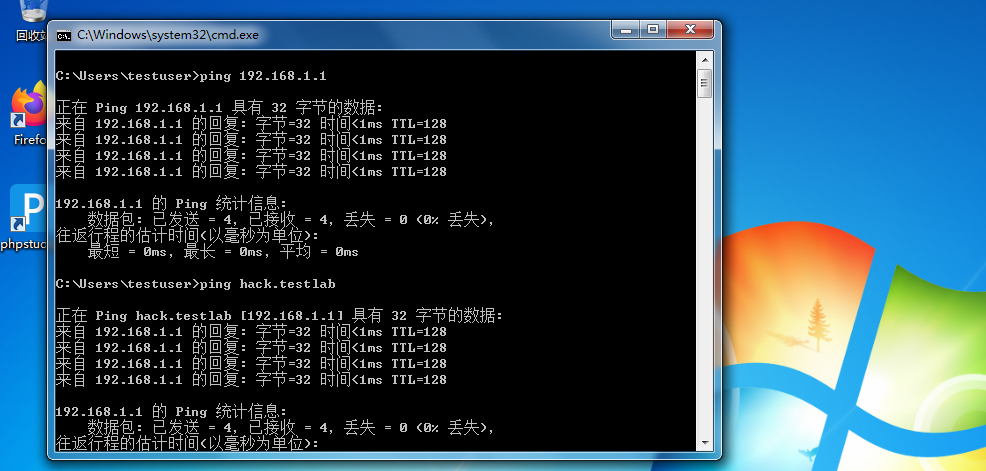 回收站
Firefo
phpstud
C:\Windows\system32\cmd.exe
C:\Users\testuser>ping 192.168.1.1
正在 Ping 192.168.1.1 具有 32 字节的数据:
来自 192.168.1.1 的回复: 字节=32 时间<1ms TTL=128
来自 192.168.1.1 的回复: 字节=32 时间<1ms TTL=128
来自 192.168.1.1 的回复: 字节=32 时间<1ms TTL=128
来自 192.168.1.1 的回复: 字节=32 时间<1ms TTL=128
192.168.1.1 的 Ping 统计信息:
数据包: 已发送 = 4, 已接收 = 4, 丢失 = 0 (0% 丢失),
往返行程的估计时间(以毫秒为单位):
最短 = 0ms, 最长 = 0ms, 平均 = 0ms
C:\Users\testuser>ping hack.testlab
正在 Ping hack.testlab [192.168.1.1] 具有 32 字节的数据:
来自 192.168.1.1 的回复: 字节=32 时间<1ms TTL=128
来自 192.168.1.1 的回复: 字节=32 时间<1ms TTL=128
来自 192.168.1.1 的回复: 字节=32 时间<1ms TTL=128
来自 192.168.1.1 的回复: 字节=32 时间<1ms TTL=128
192.168.1.1 的 Ping 统计信息:
数据包: 已发送 = 4, 已接收 = 4, 丢失 = 0 (0% 丢失),
往返行程的估计时间(以毫秒为单位):